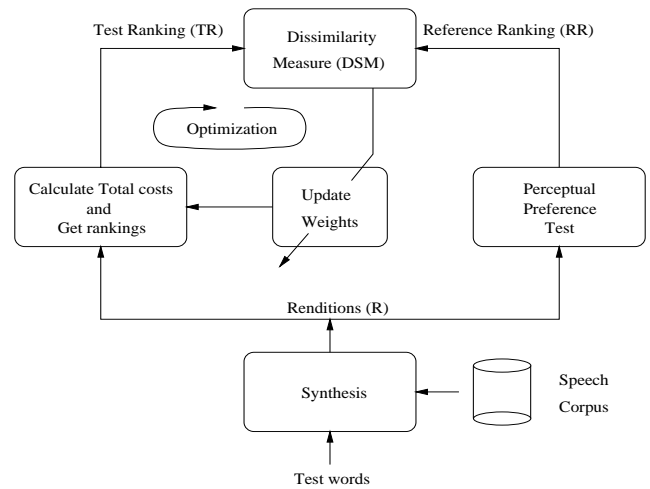 Test Ranking (TR)
Dissimilarity
Measure (DSM)
Reference Ranking (RR)
Optimization
Calculate Total costs
and
Get rankings
Update
Weights
Perceptual
Preference
Test
Renditions (R)
Synthesis
Speech
Corpus
Test words